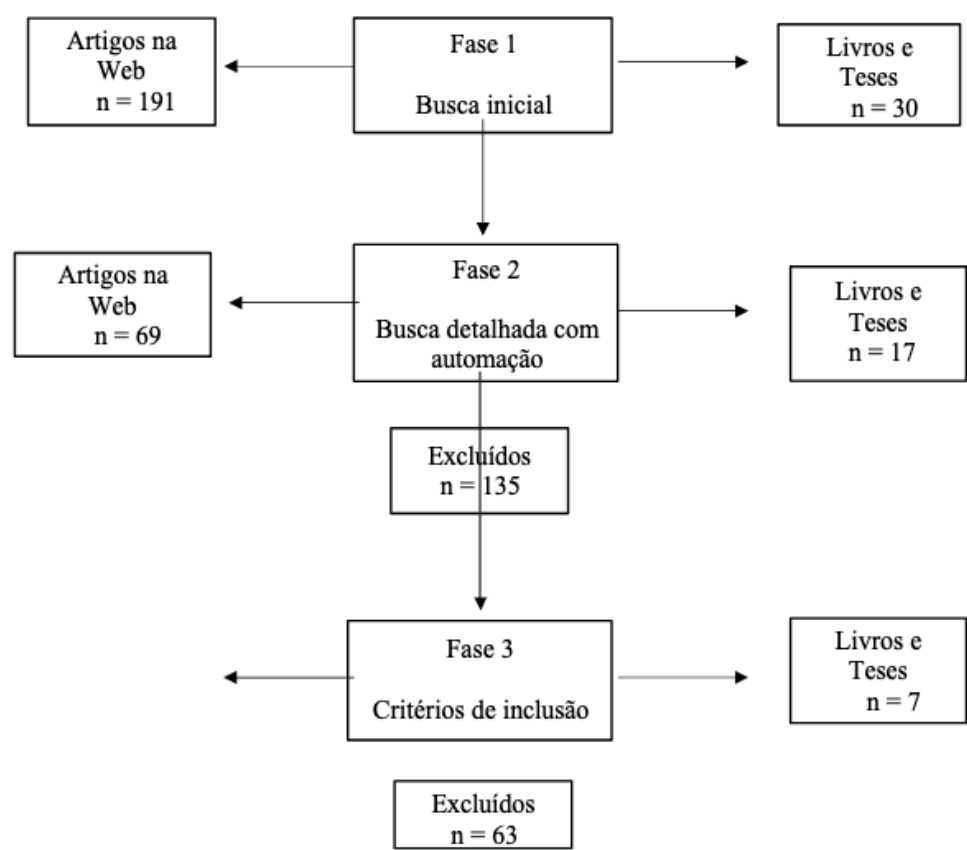 Artigos na
Web
n = 191
Fase 1
Busca inicial
Livros e
Teses
n = 30
Artigos na
Web
n = 69
Fase 2
Busca detalhada com
automação
Livros e
Teses
n = 17
Excluídos
n = 135
Fase 3
Critérios de inclusão
Livros e
Teses
n = 7
Excluídos
n = 63